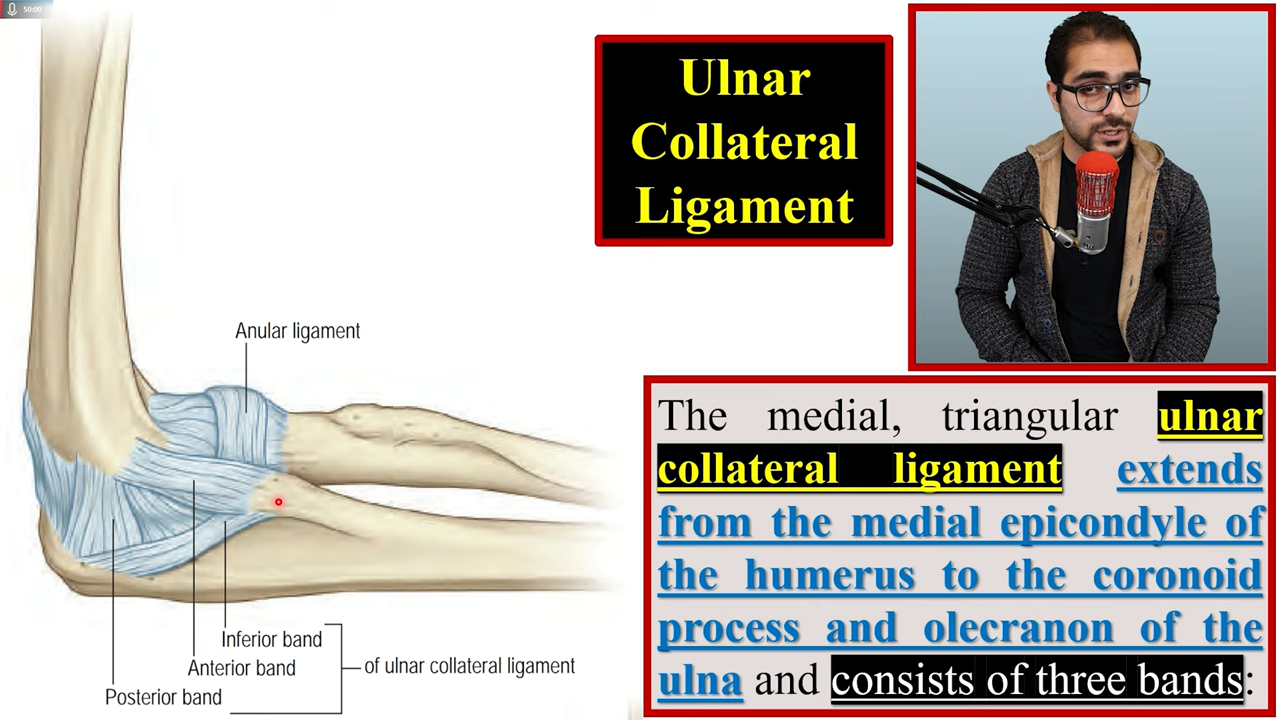 50:00
Ulnar
Collateral
Ligament
Anular ligament
Inferior band
Anterior band
Posterior band
of ulnar collateral ligament
The medial, triangular ulnar
collateral ligament extends
from the medial epicondyle of
the humerus to the coronoid
process and olecranon of the
ulna and consists of three bands: